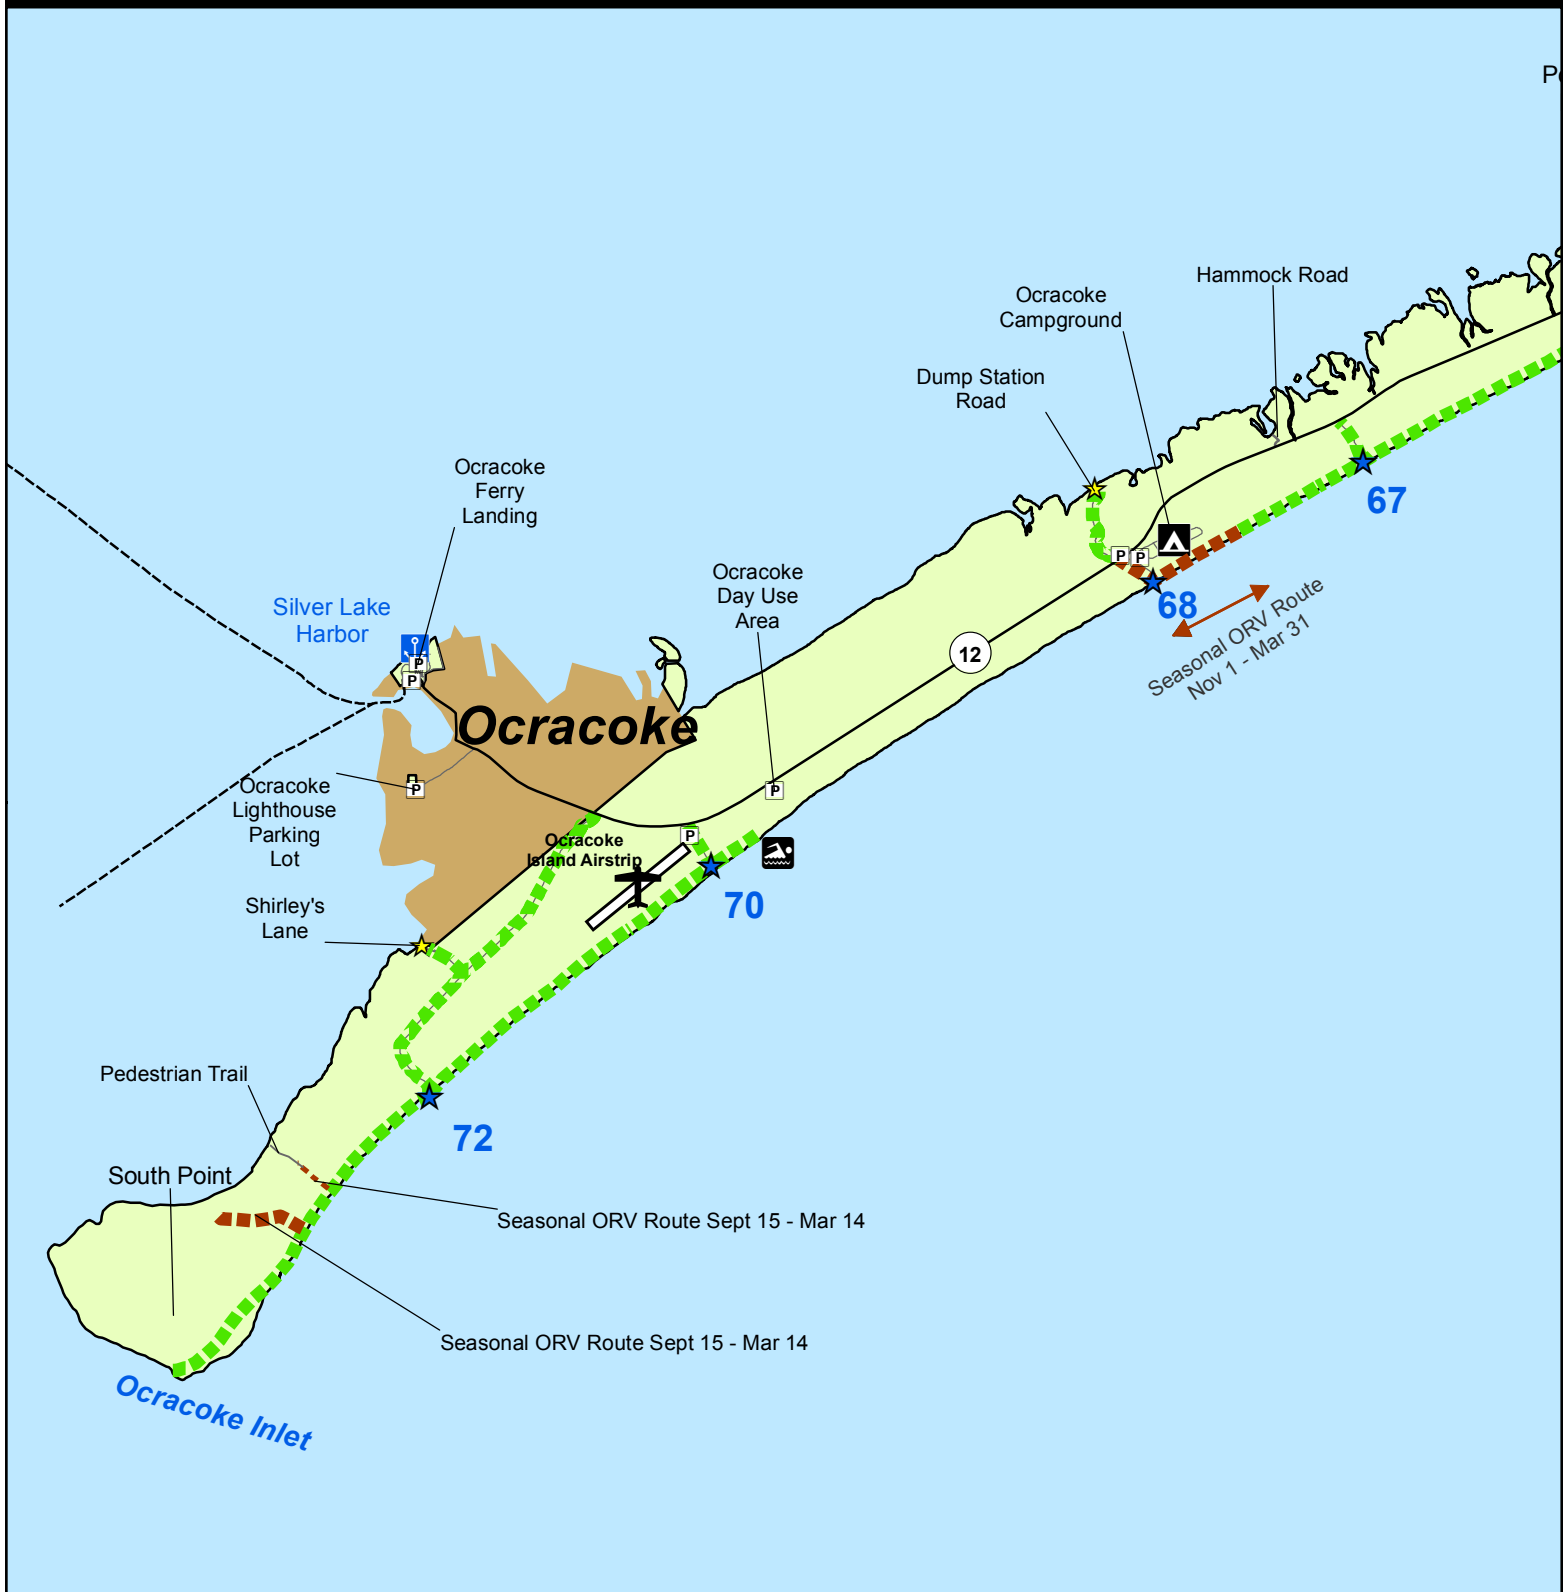 Hammock Road
Ocracoke
Campground
Dump Station
Road
Ocracoke
Ferry
Landing
67
P
P
Ocracoke
Day Use
Area
68
Seasonal ORV Route
Nov 1 - Mar 31
Silver Lake
Harbor
12
P
P
Ocracoke
P
P
Ocracoke
Lighthouse
Parking
Lot
P
Ocracoke
Island Airstrip
70
Shirley's
Lane
Pedestrian Trail
72
South Point
Seasonal ORV Route Sept 15 - Mar 14
Seasonal ORV Route Sept 15 - Mar 14
Ocracoke Inlet